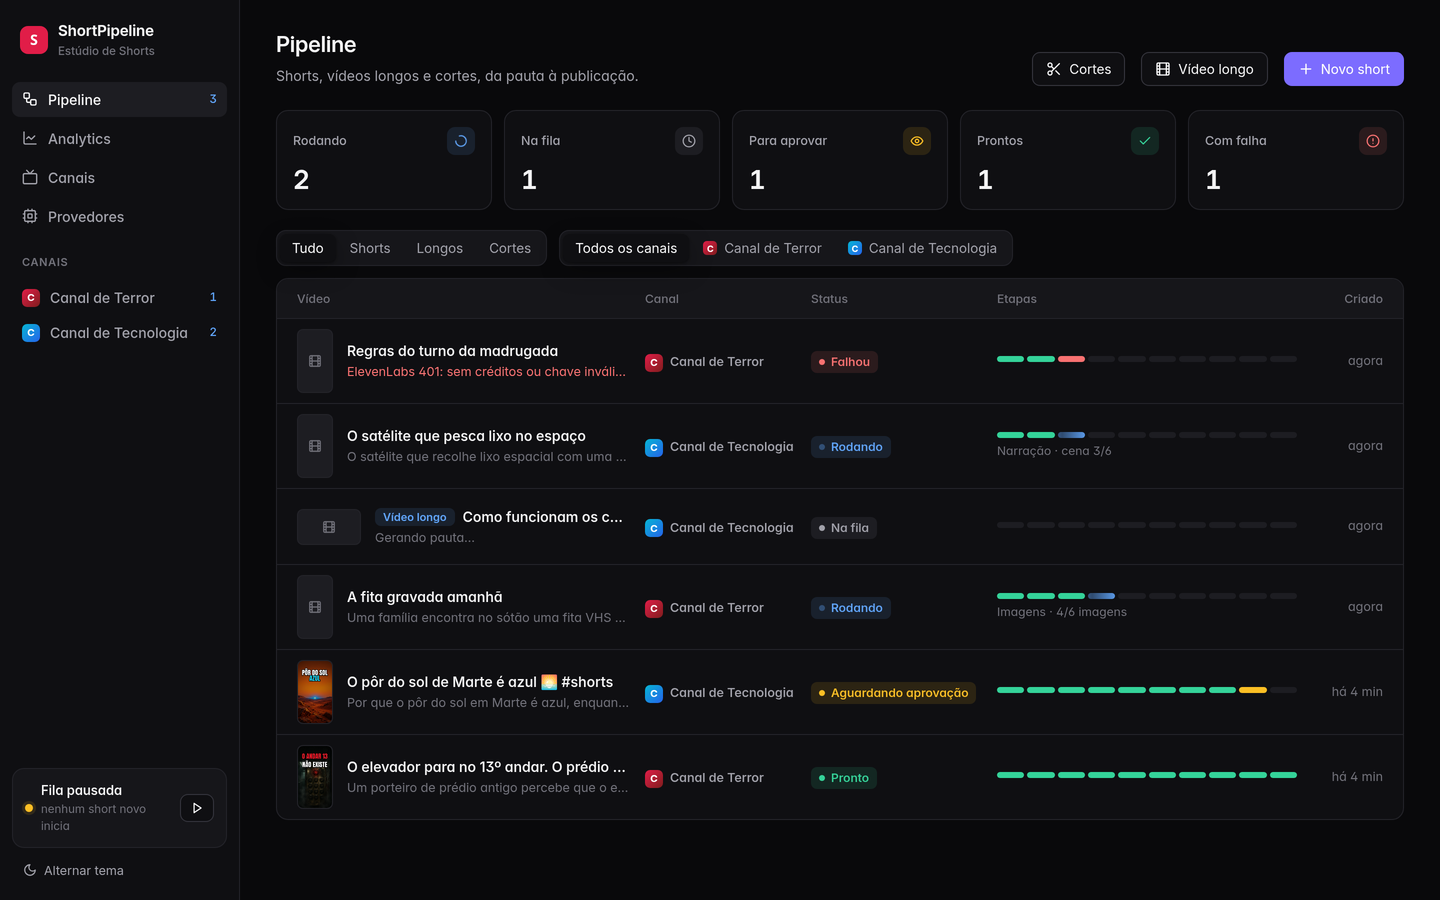 S
ShortPipeline
Estúdio de Shorts
Pipeline 3
Analytics
Canais
Provedores
CANAIS
C Canal de Terror 1
C Canal de Tecnologia 2
Fila pausada
nenhum short novo
inicia
Alternar tema
Pipeline
Shorts, vídeos longos e cortes, da pauta à publicação.
Cortes
Vídeo longo
Novo short
Rodando
2
Na fila
1
Para aprovar
1
Prontos
1
Com falha
1
Tudo Shorts Longos Cortes
Todos os canais C Canal de Terror C Canal de Tecnologia
Vídeo Canal Status Etapas Criado
Regras do turno da madrugada
ElevenLabs 401: sem créditos ou chave inváli...
C Canal de Terror
Falhou
agora
O satélite que pesca lixo no espaço
O satélite que recolhe lixo espacial com uma ...
C Canal de Tecnologia
Rodando
Narração · cena 3/6
agora
Vídeo longo Como funcionam os c...
Gerando pauta...
C Canal de Tecnologia
Na fila
agora
A fita gravada amanhã
Uma família encontra no sótão uma fita VHS ...
C Canal de Terror
Rodando
Imagens · 4/6 imagens
agora
PÔR DO SOL
AZUL
O pôr do sol de Marte é azul 🌅 #shorts
Por que o pôr do sol em Marte é azul, enquan...
C Canal de Tecnologia
Aguardando aprovação
há 4 min
O ANDAR 13
NÃO EXISTE
O elevador para no 13º andar. O prédio ...
Um porteiro de prédio antigo percebe que o e...
C Canal de Terror
Pronto
há 4 min